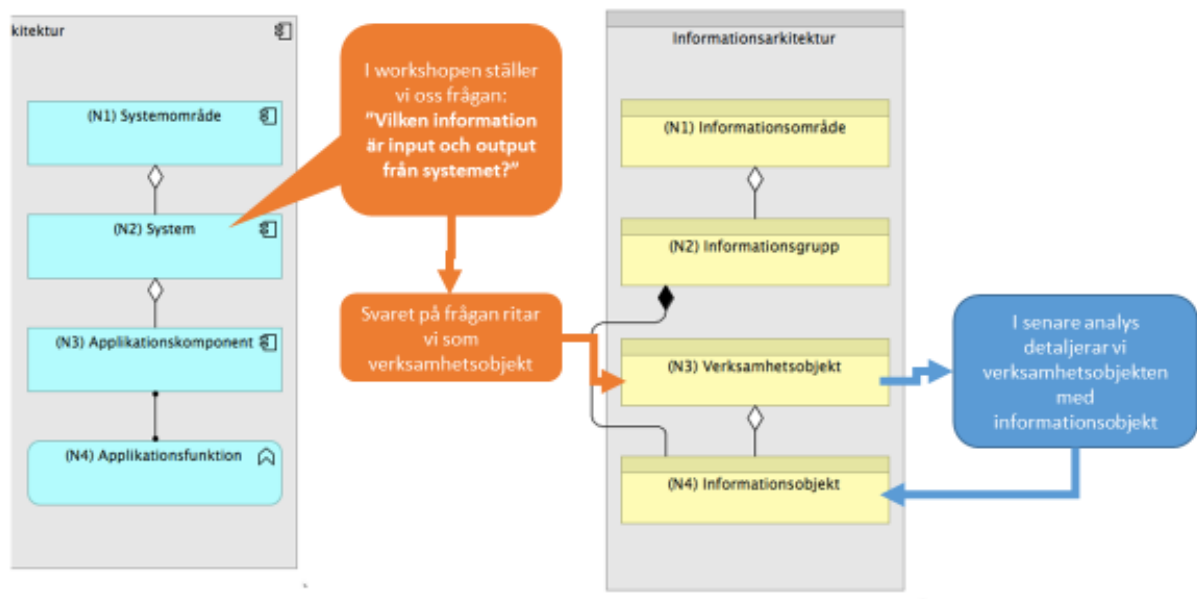 kitektur
(N1) Systemområde
(N2) System
(N3) Applikationskomponent
(N4) Applikationsfunktion
I workshopen ställer
vi oss frågan:
”Vilken information
är input och output
från systemet?”
Svaret på frågan ritar
vi som
verksamhetsobjekt
Informationsarkitektur
(N1) Informationsområde
(N2) Informationsgrupp
(N3) Verksamhetsobjekt
(N4) Informationsobjekt
I senare analys
detaljerar vi
verksamhetsobjekten
med
informationsobjekt